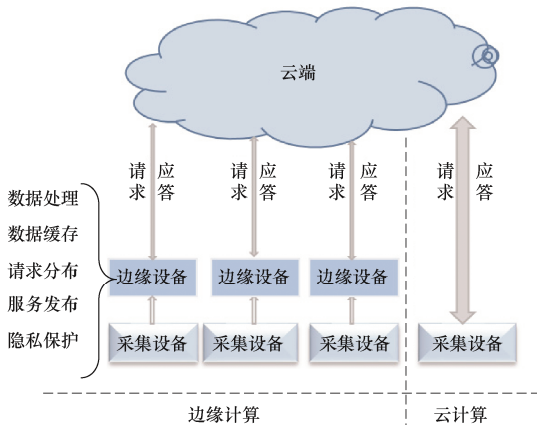 云端
请求 应答
请求 应答
请求 应答
请求 应答
数据处理
数据缓存
请求分布
服务发布
隐私保护
边缘设备 边缘设备 边缘设备
采集设备 采集设备 采集设备 采集设备
边缘计算 云计算